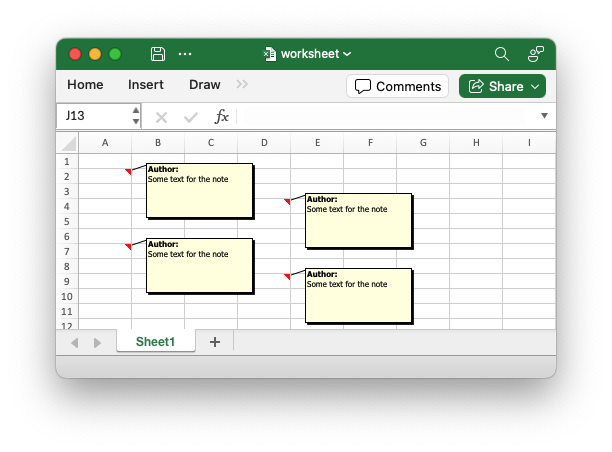 worksheet
Home Insert Draw Comments Share
J13 fx
A B C D E F G H I
1
2
3
4
5
6
7
8
9
10
11
12
Author:
Some text for the note
Author:
Some text for the note
Author:
Some text for the note
Author:
Some text for the note
Sheet1 +